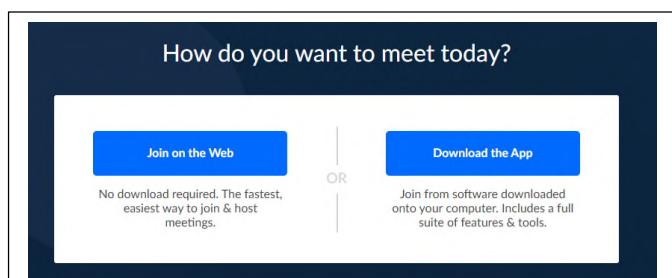 How do you want to meet today?
Join on the Web
No download required. The fastest,
easiest way to join & host
meetings.
OR
Download the App
Join from software downloaded
onto your computer. Includes a full
suite of features & tools.